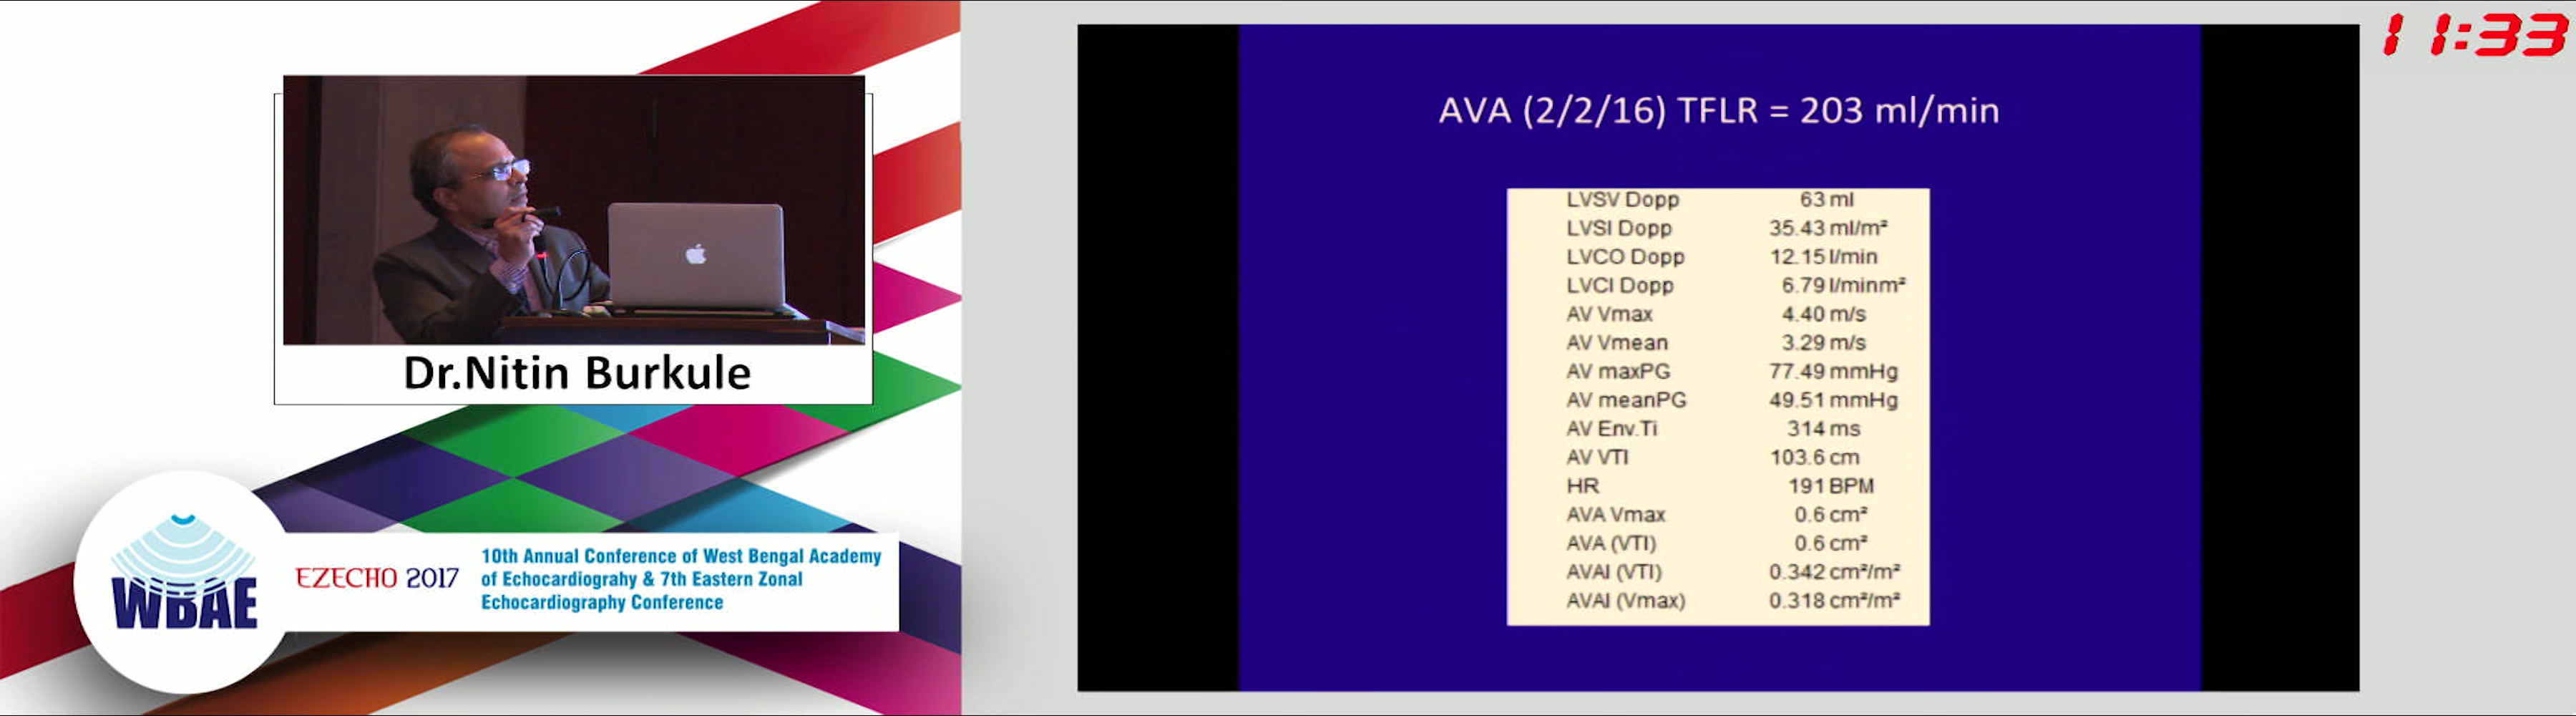 11:33
AVA (2/2/16) TFLR = 203 ml/min
LVSV Dopp 63 ml
LVSI Dopp 35.43 ml/m²
LVCO Dopp 12.15 l/min
LVCI Dopp 6.79 l/minm²
AV Vmax 4.40 m/s
AV Vmean 3.29 m/s
AV maxPG 77.49 mmHg
AV meanPG 49.51 mmHg
AV Env.Ti 314 ms
AV VTI 103.6 cm
HR 191 BPM
AVA Vmax 0.6 cm²
AVA (VTI) 0.6 cm²
AVAI (VTI) 0.342 cm²/m²
AVAI (Vmax) 0.318 cm²/m²
Dr.Nitin Burkule
WBAE
EZECHO 2017
10th Annual Conference of West Bengal Academy
of Echocardiograhy & 7th Eastern Zonal
Echocardiography Conference